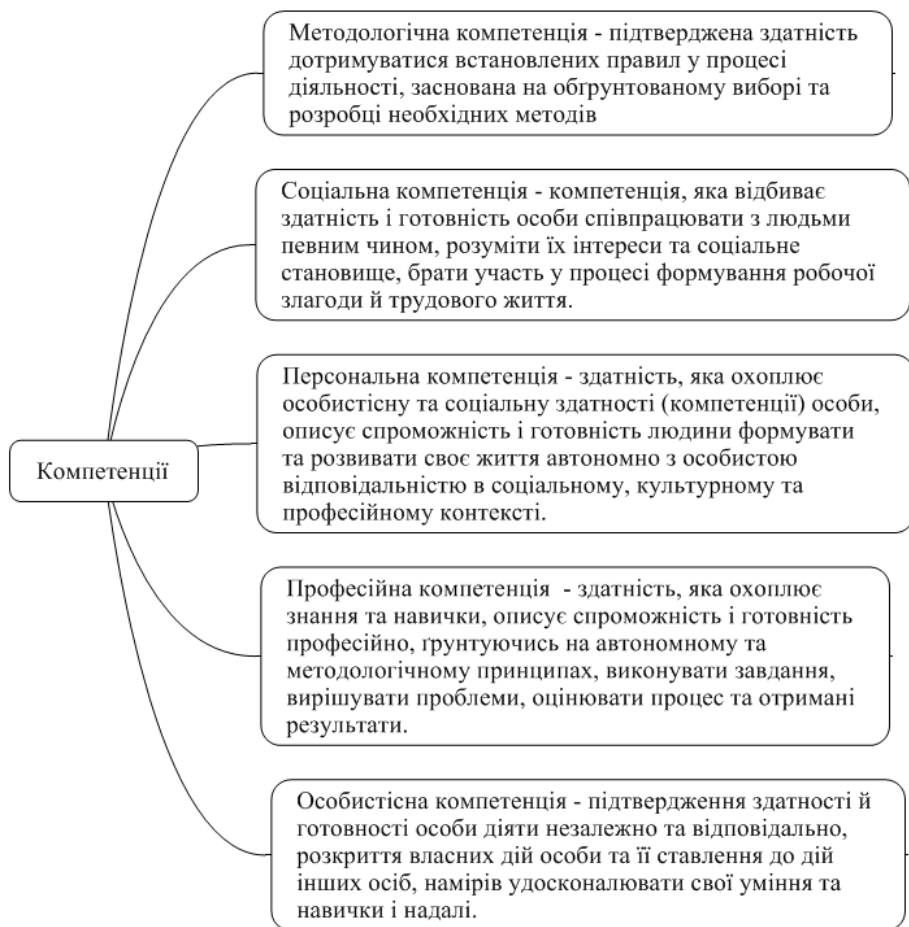 Методологічна компетенція - підтверджена здатність
дотримуватися встановлених правил у процесі
діяльності, заснована на обґрунтованому виборі та
розробці необхідних методів
Соціальна компетенція - компетенція, яка відбиває
здатність і готовність особи співпрацювати з людьми
певним чином, розуміти їх інтереси та соціальне
становище, брати участь у процесі формування робочої
злагоди й трудового життя.
Персональна компетенція - здатність, яка охоплює
особистісну та соціальну здатності (компетенції) особи,
описує спроможність і готовність людини формувати
та розвивати своє життя автономно з особистою
відповідальністю в соціальному, культурному та
професійному контексті.
Компетенції
Професійна компетенція  - здатність, яка охоплює
знання та навички, описує спроможність і готовність
професійно, ґрунтуючись на автономному та
методологічному принципах, виконувати завдання,
вирішувати проблеми, оцінювати процес та отримані
результати.
Особистісна компетенція - підтвердження здатності й
готовності особи діяти незалежно та відповідально,
розкриття власних дій особи та її ставлення до дій
інших осіб, намірів удосконалювати свої уміння та
навички і надалі.